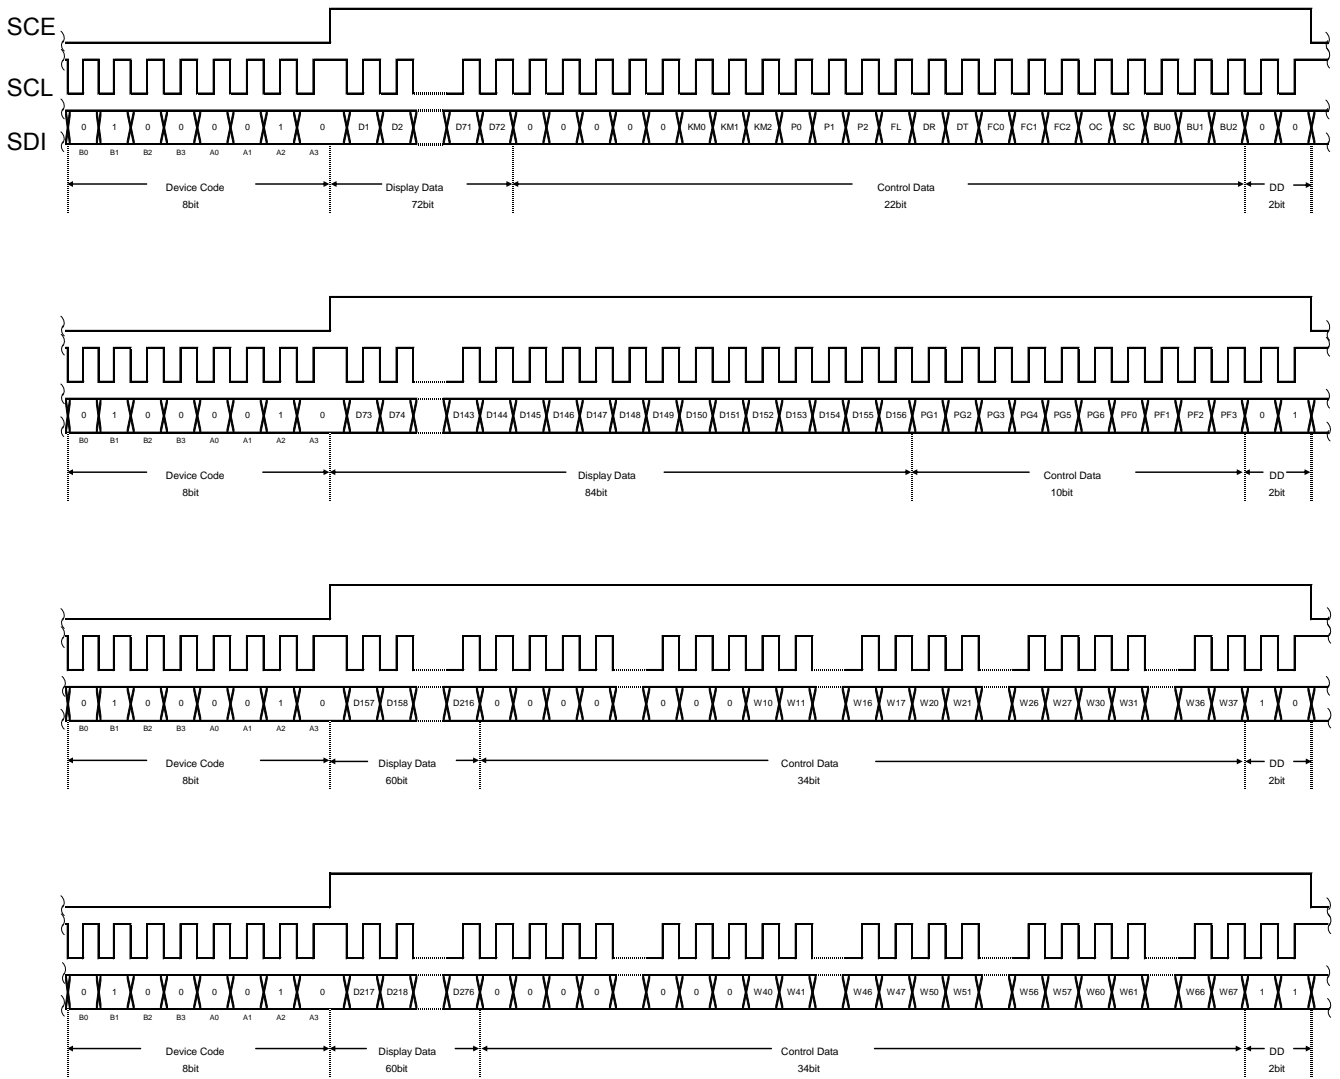 SCE
SCL
SDI
0 1 0 0 0 0 1 0 D1 D2 D71 D72 0 0 0 0 0 KM0 KM1 KM2 P0 P1 P2 FL DR DT FC0 FC1 FC2 OC SC BU0 BU1 BU2 0 0
B0 B1 B2 B3 A0 A1 A2 A3
Device Code Display Data Control Data DD
8bit 72bit 22bit 2bit
0 1 0 0 0 0 1 0 D73 D74 D143 D144 D145 D146 D147 D148 D149 D150 D151 D152 D153 D154 D155 D156 PG1 PG2 PG3 PG4 PG5 PG6 PF0 PF1 PF2 PF3 0 1
B0 B1 B2 B3 A0 A1 A2 A3
Device Code Display Data Control Data DD
8bit 84bit 10bit 2bit
0 1 0 0 0 0 1 0 D157 D158 D216 0 0 0 0 0 0 0 W10 W11 W16 W17 W20 W21 W26 W27 W30 W31 W36 W37 1 0
B0 B1 B2 B3 A0 A1 A2 A3
Device Code Display Data Control Data DD
8bit 60bit 34bit 2bit
0 1 0 0 0 0 1 0 D217 D218 D276 0 0 0 0 0 0 0 W40 W41 W46 W47 W50 W51 W56 W57 W60 W61 W66 W67 1 1
B0 B1 B2 B3 A0 A1 A2 A3
Device Code Display Data Control Data DD
8bit 60bit 34bit 2bit